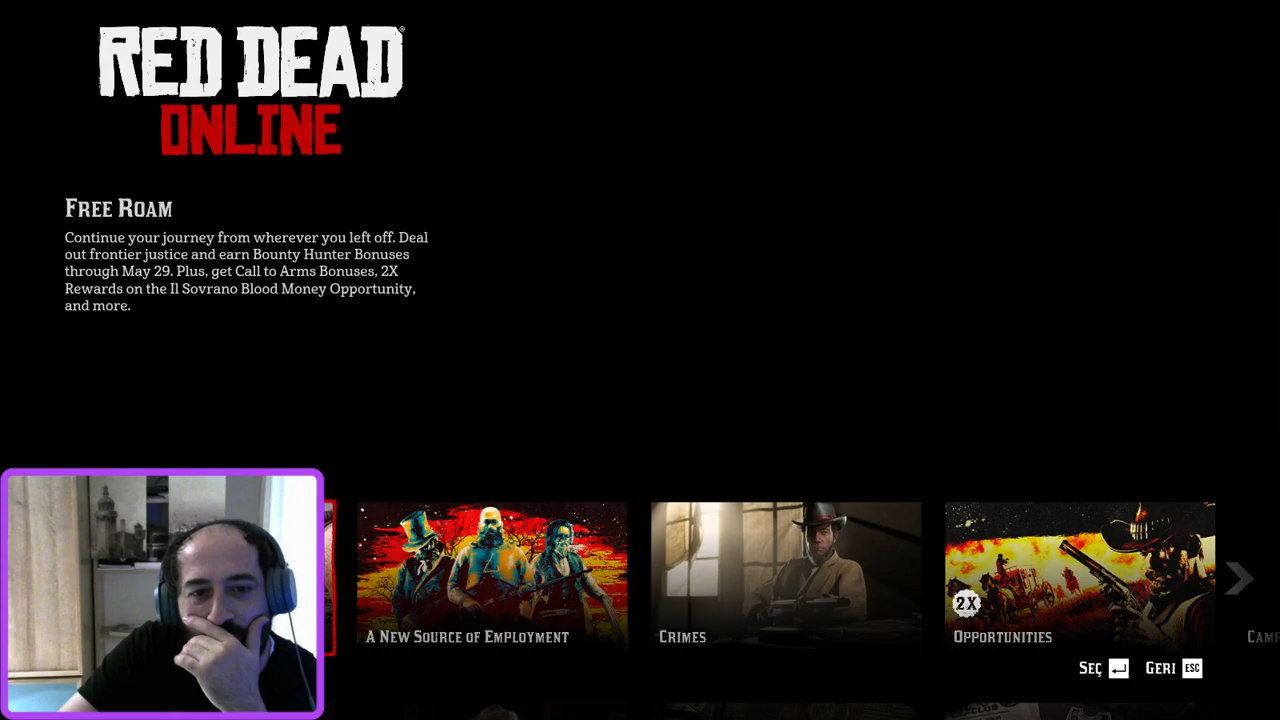 RED DEAD®
ONLINE
FREE ROAM
Continue your journey from wherever you left off. Deal
out frontier justice and earn Bounty Hunter Bonuses
through May 29. Plus, get Call to Arms Bonuses, 2X
Rewards on the Il Sovrano Blood Money Opportunity,
and more.
A NEW SOURCE OF EMPLOYMENT
CRIMES
2X
OPPORTUNITIES
SEÇ
GERI ESC